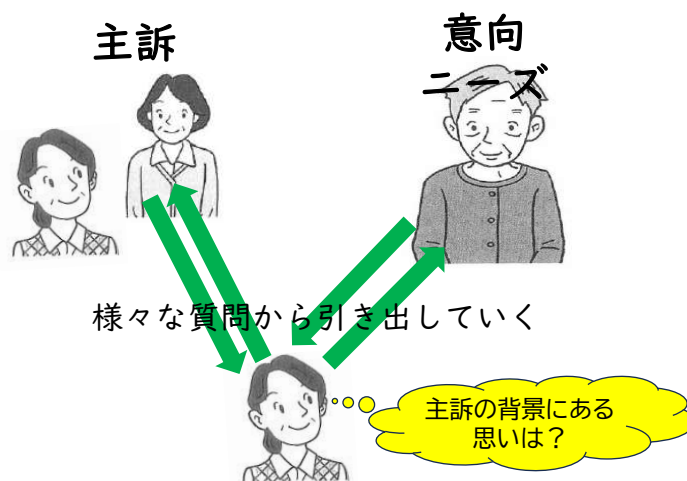 主訴
意向
ニーズ
様々な質問から引き出していく
主訴の背景にある
思いは？